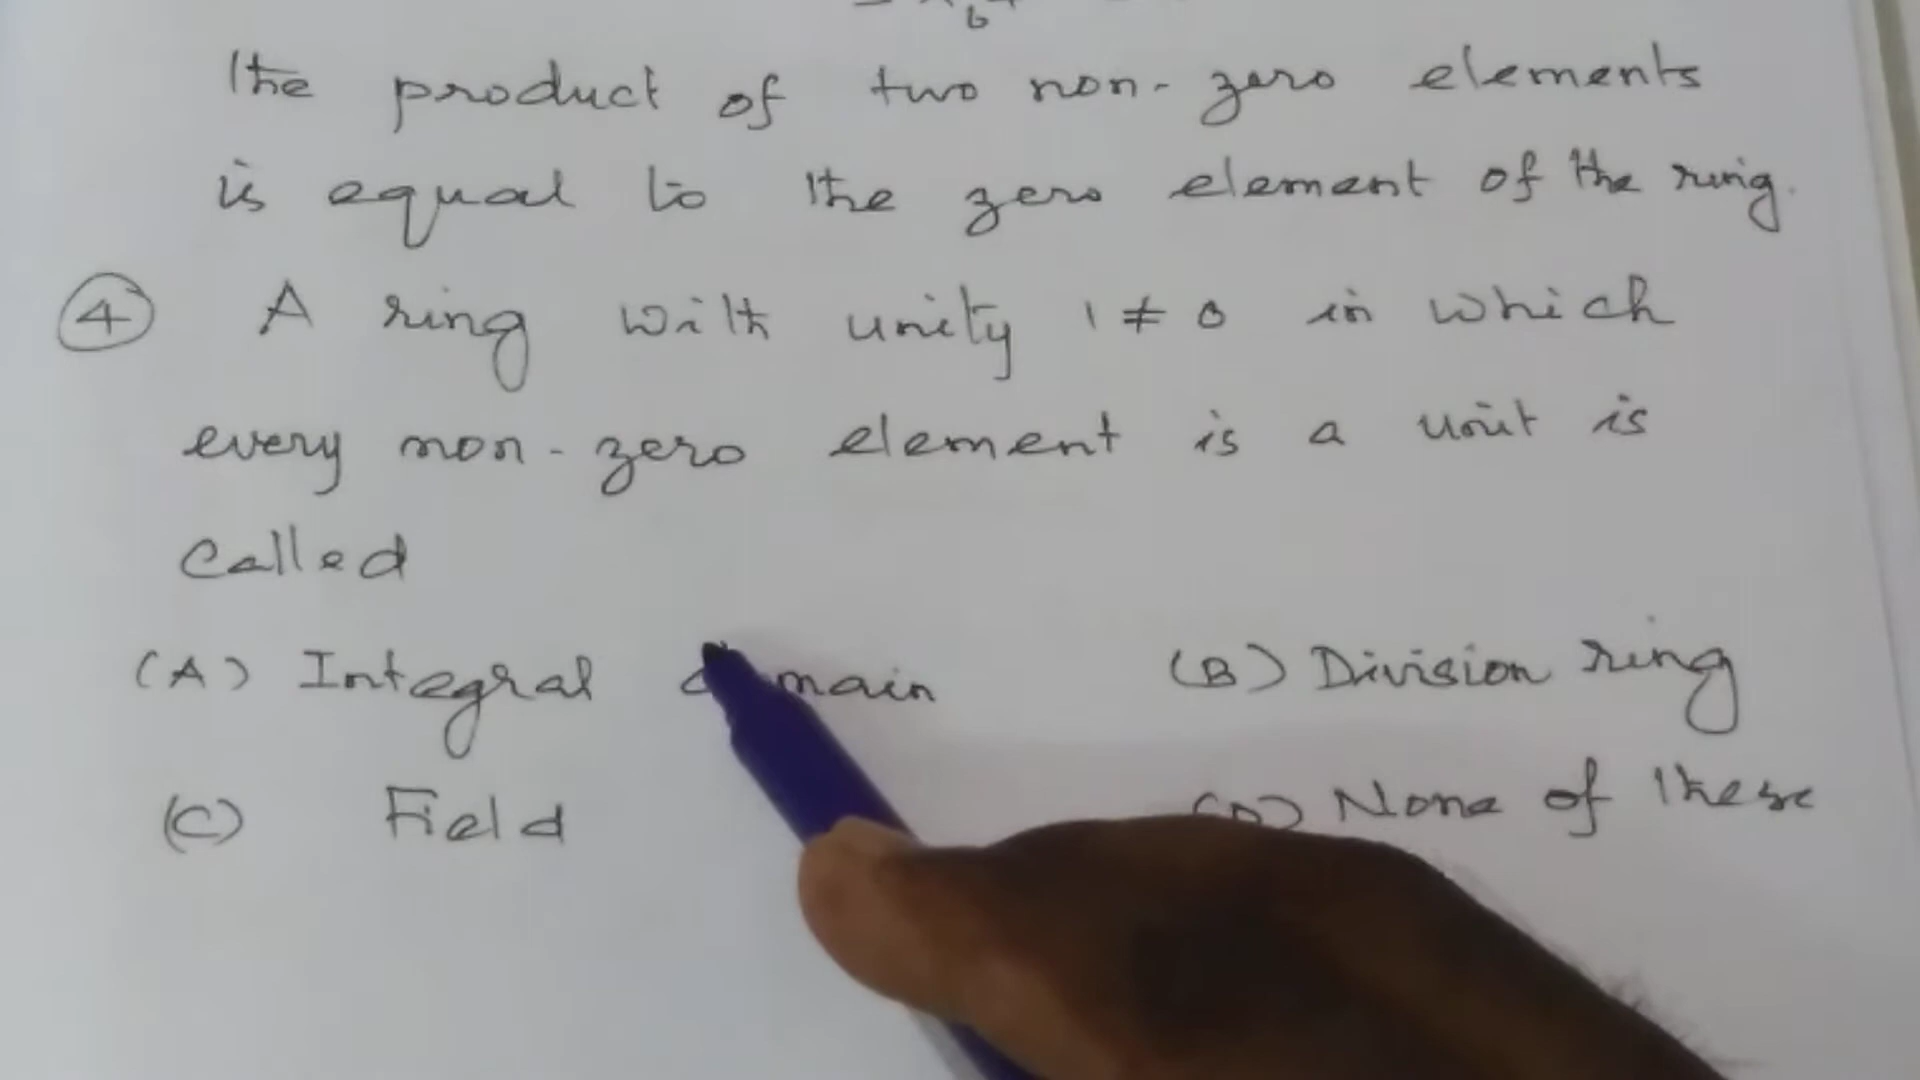 the product of two non-zero elements
is equal to the zero element of the ring.
4 A ring with unity 1 ≠ 0 in which
every non-zero element is a unit is
called
(A) Integral domain (B) Division ring
(C) Field (D) None of these